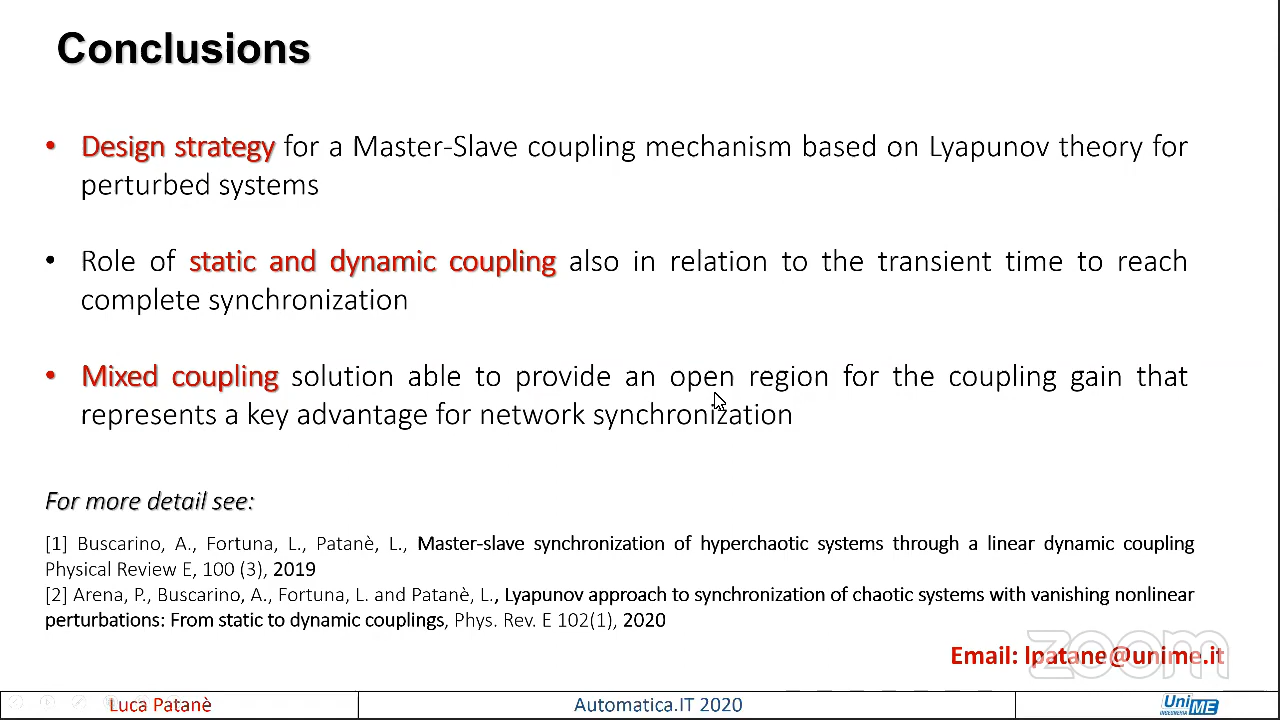 Conclusions
• Design strategy for a Master-Slave coupling mechanism based on Lyapunov theory for
perturbed systems
• Role of static and dynamic coupling also in relation to the transient time to reach
complete synchronization
• Mixed coupling solution able to provide an open region for the coupling gain that
represents a key advantage for network synchronization
For more detail see:
[1] Buscarino, A., Fortuna, L., Patanè, L., Master-slave synchronization of hyperchaotic systems through a linear dynamic coupling
Physical Review E, 100 (3), 2019
[2] Arena, P., Buscarino, A., Fortuna, L. and Patanè, L., Lyapunov approach to synchronization of chaotic systems with vanishing nonlinear
perturbations: From static to dynamic couplings, Phys. Rev. E 102(1), 2020
zoom
Email: lpatane@unime.it
Luca Patanè
Automatica.IT 2020
UniME